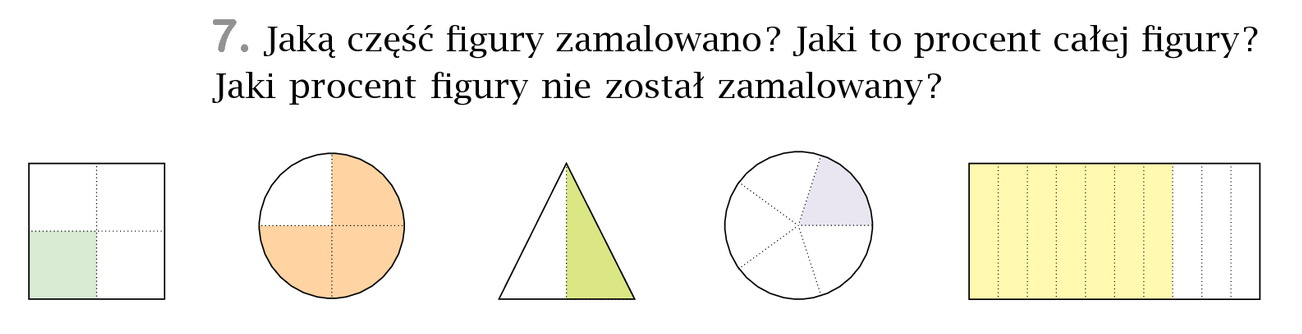 7. Jaką część figury zamalowano? Jaki to procent całej figury?
Jaki procent figury nie został zamalowany?